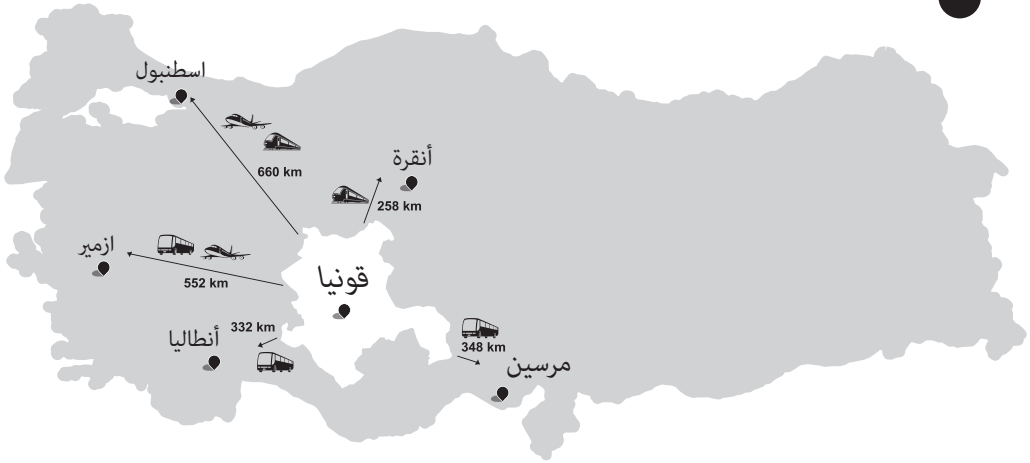 اسطنبول
660 km
أنقرة
258 km
ازمير
552 km
قونيا
332 km
أنطاليا
348 km
مرسين